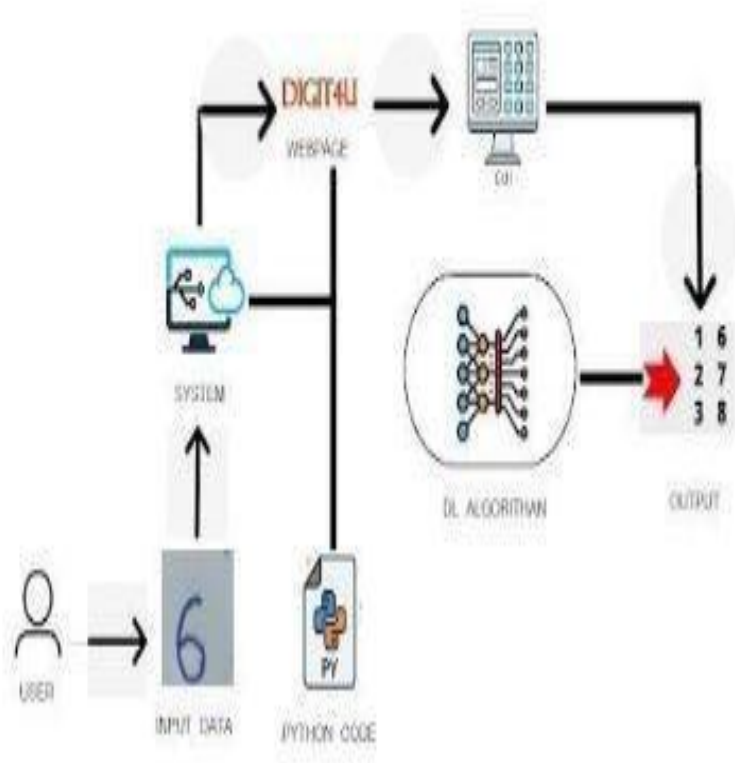 DIGIT4U
WEBPAGE
GUI
SYSTEM
1 6
2 7
3 8
DL ALGORITHAN
OUTPUT
6
USER
INPUT DATA
PY
PYTHON CODE